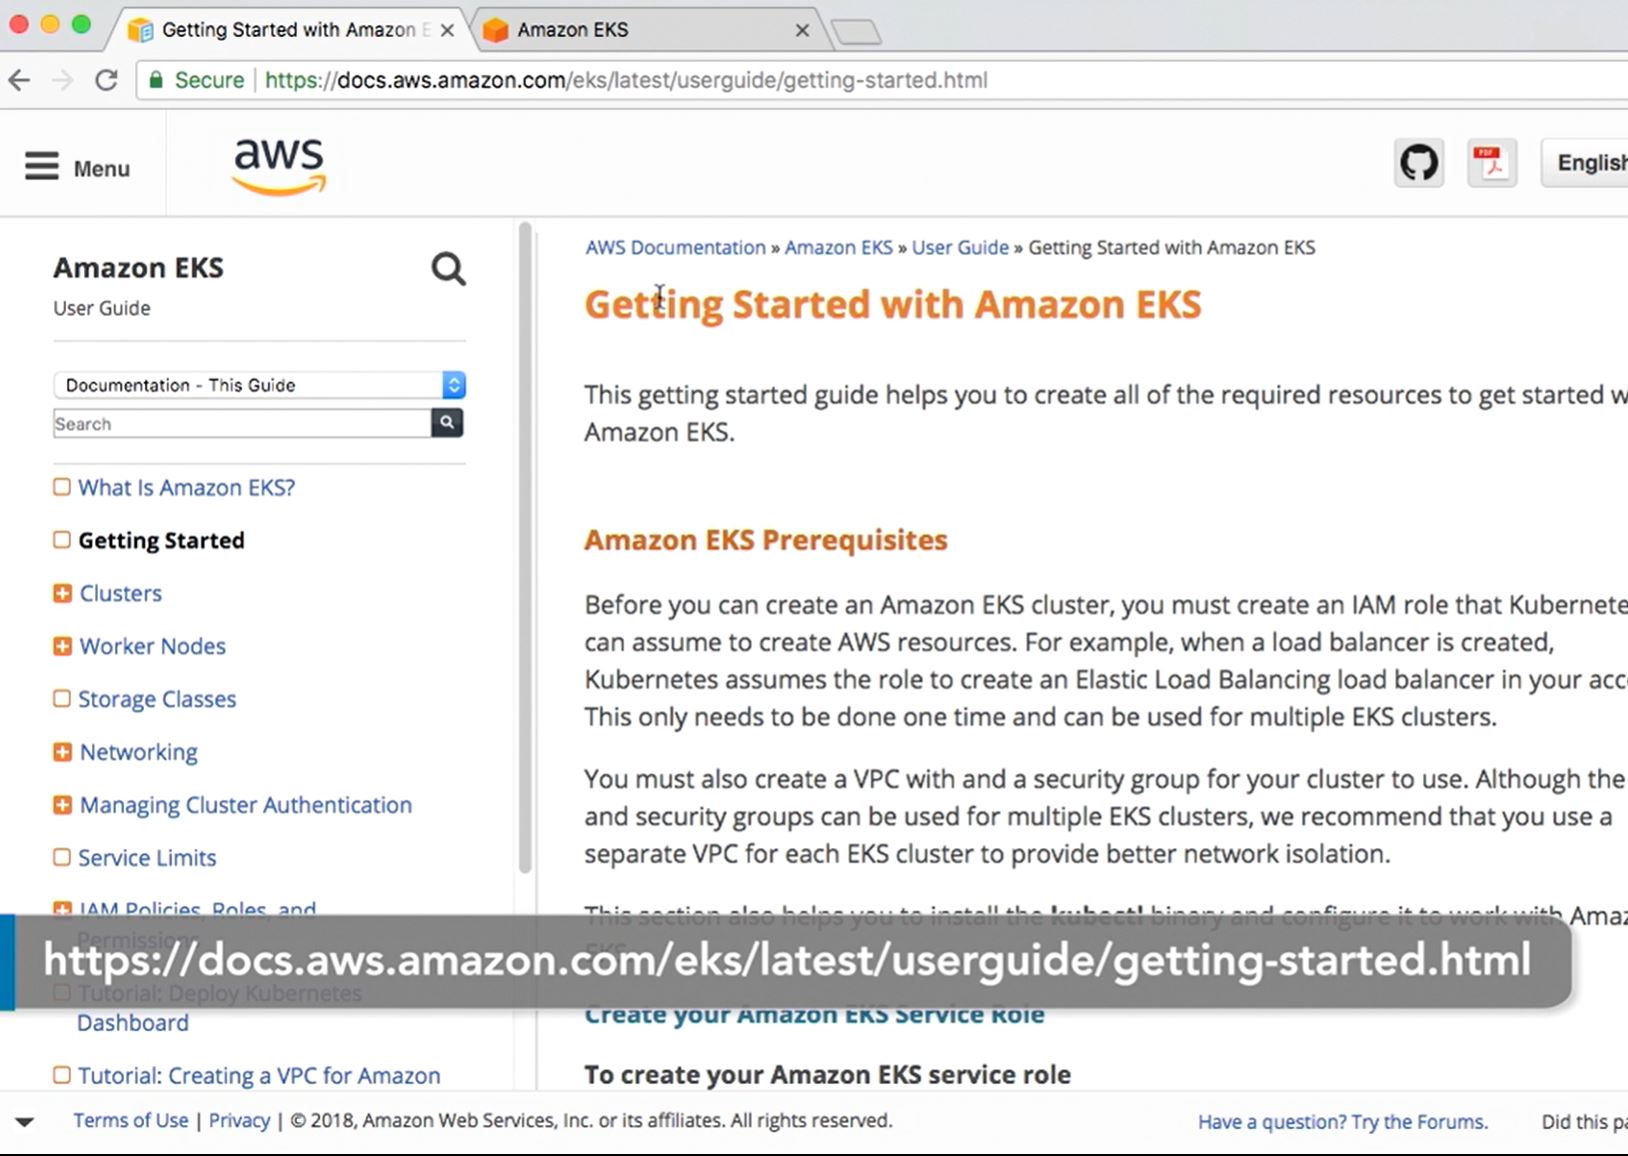 Getting Started with Amazon E
Amazon EKS
Secure | https://docs.aws.amazon.com/eks/latest/userguide/getting-started.html
Menu
aws
PDF
English
Amazon EKS
User Guide
Documentation - This Guide
Search
What Is Amazon EKS?
Getting Started
Clusters
Worker Nodes
Storage Classes
Networking
Managing Cluster Authentication
Service Limits
IAM Policies, Roles, and
Permissions
Tutorial: Deploy Kubernetes
Dashboard
Tutorial: Creating a VPC for Amazon
AWS Documentation » Amazon EKS » User Guide » Getting Started with Amazon EKS
Getting Started with Amazon EKS
This getting started guide helps you to create all of the required resources to get started w
Amazon EKS.
Amazon EKS Prerequisites
Before you can create an Amazon EKS cluster, you must create an IAM role that Kubernete
can assume to create AWS resources. For example, when a load balancer is created,
Kubernetes assumes the role to create an Elastic Load Balancing load balancer in your acc
This only needs to be done one time and can be used for multiple EKS clusters.
You must also create a VPC with and a security group for your cluster to use. Although the
and security groups can be used for multiple EKS clusters, we recommend that you use a
separate VPC for each EKS cluster to provide better network isolation.
This section also helps you to install the kubectl binary and configure it to work with Amaz
EKS.
https://docs.aws.amazon.com/eks/latest/userguide/getting-started.html
Create your Amazon EKS Service Role
To create your Amazon EKS service role
Terms of Use | Privacy | © 2018, Amazon Web Services, Inc. or its affiliates. All rights reserved.
Have a question? Try the Forums.
Did this pa